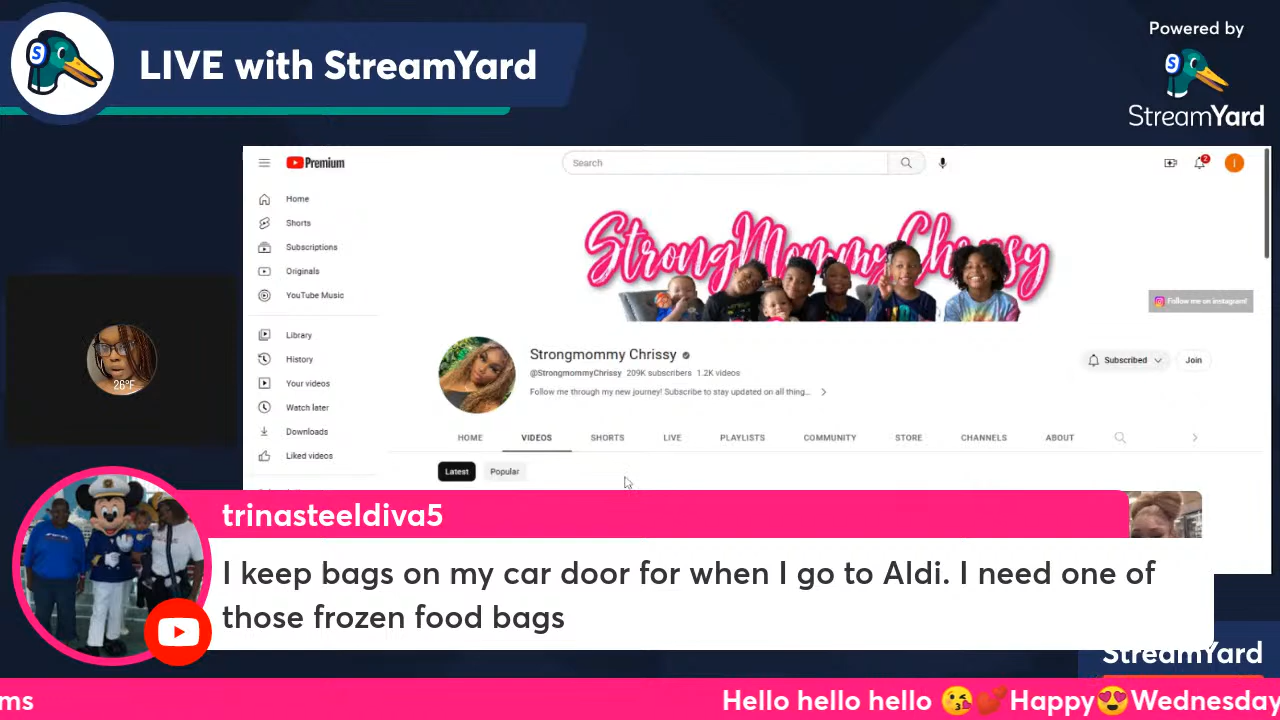 LIVE with StreamYard
Powered by
StreamYard
Premium
Search
2
I
Home
Shorts
Subscriptions
Originals
YouTube Music
Library
History
Your videos
Watch later
Downloads
Liked videos
StrongMommyChrissy
Follow me on instagram!
Strongmommy Chrissy
@StrongmommyChrissy 209K subscribers 1.2K videos
Follow me through my new journey! Subscribe to stay updated on all thing...
Subscribed
Join
HOME VIDEOS SHORTS LIVE PLAYLISTS COMMUNITY STORE CHANNELS ABOUT
Latest Popular
26°F
trinasteeldiva5
I keep bags on my car door for when I go to Aldi. I need one of
those frozen food bags
StreamYard
ms Hello hello hello 😘💕Happy😍Wednesday